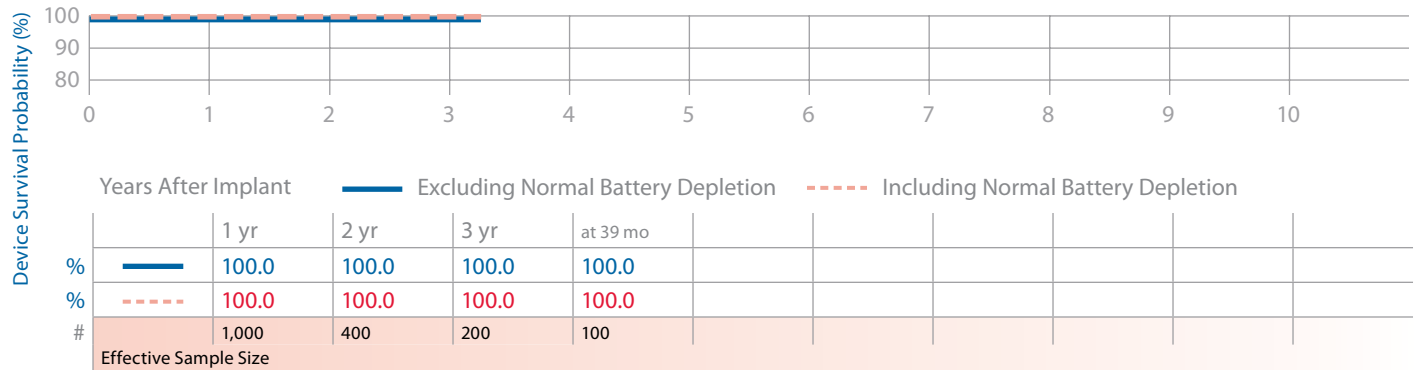 Device Survival Probability (%)
100
90
80
0 1 2 3 4 5 6 7 8 9 10
Years After Implant Excluding Normal Battery Depletion Including Normal Battery Depletion
1 yr 2 yr 3 yr at 39 mo
% 100.0 100.0 100.0 100.0
% 100.0 100.0 100.0 100.0
# 1,000 400 200 100
Effective Sample Size